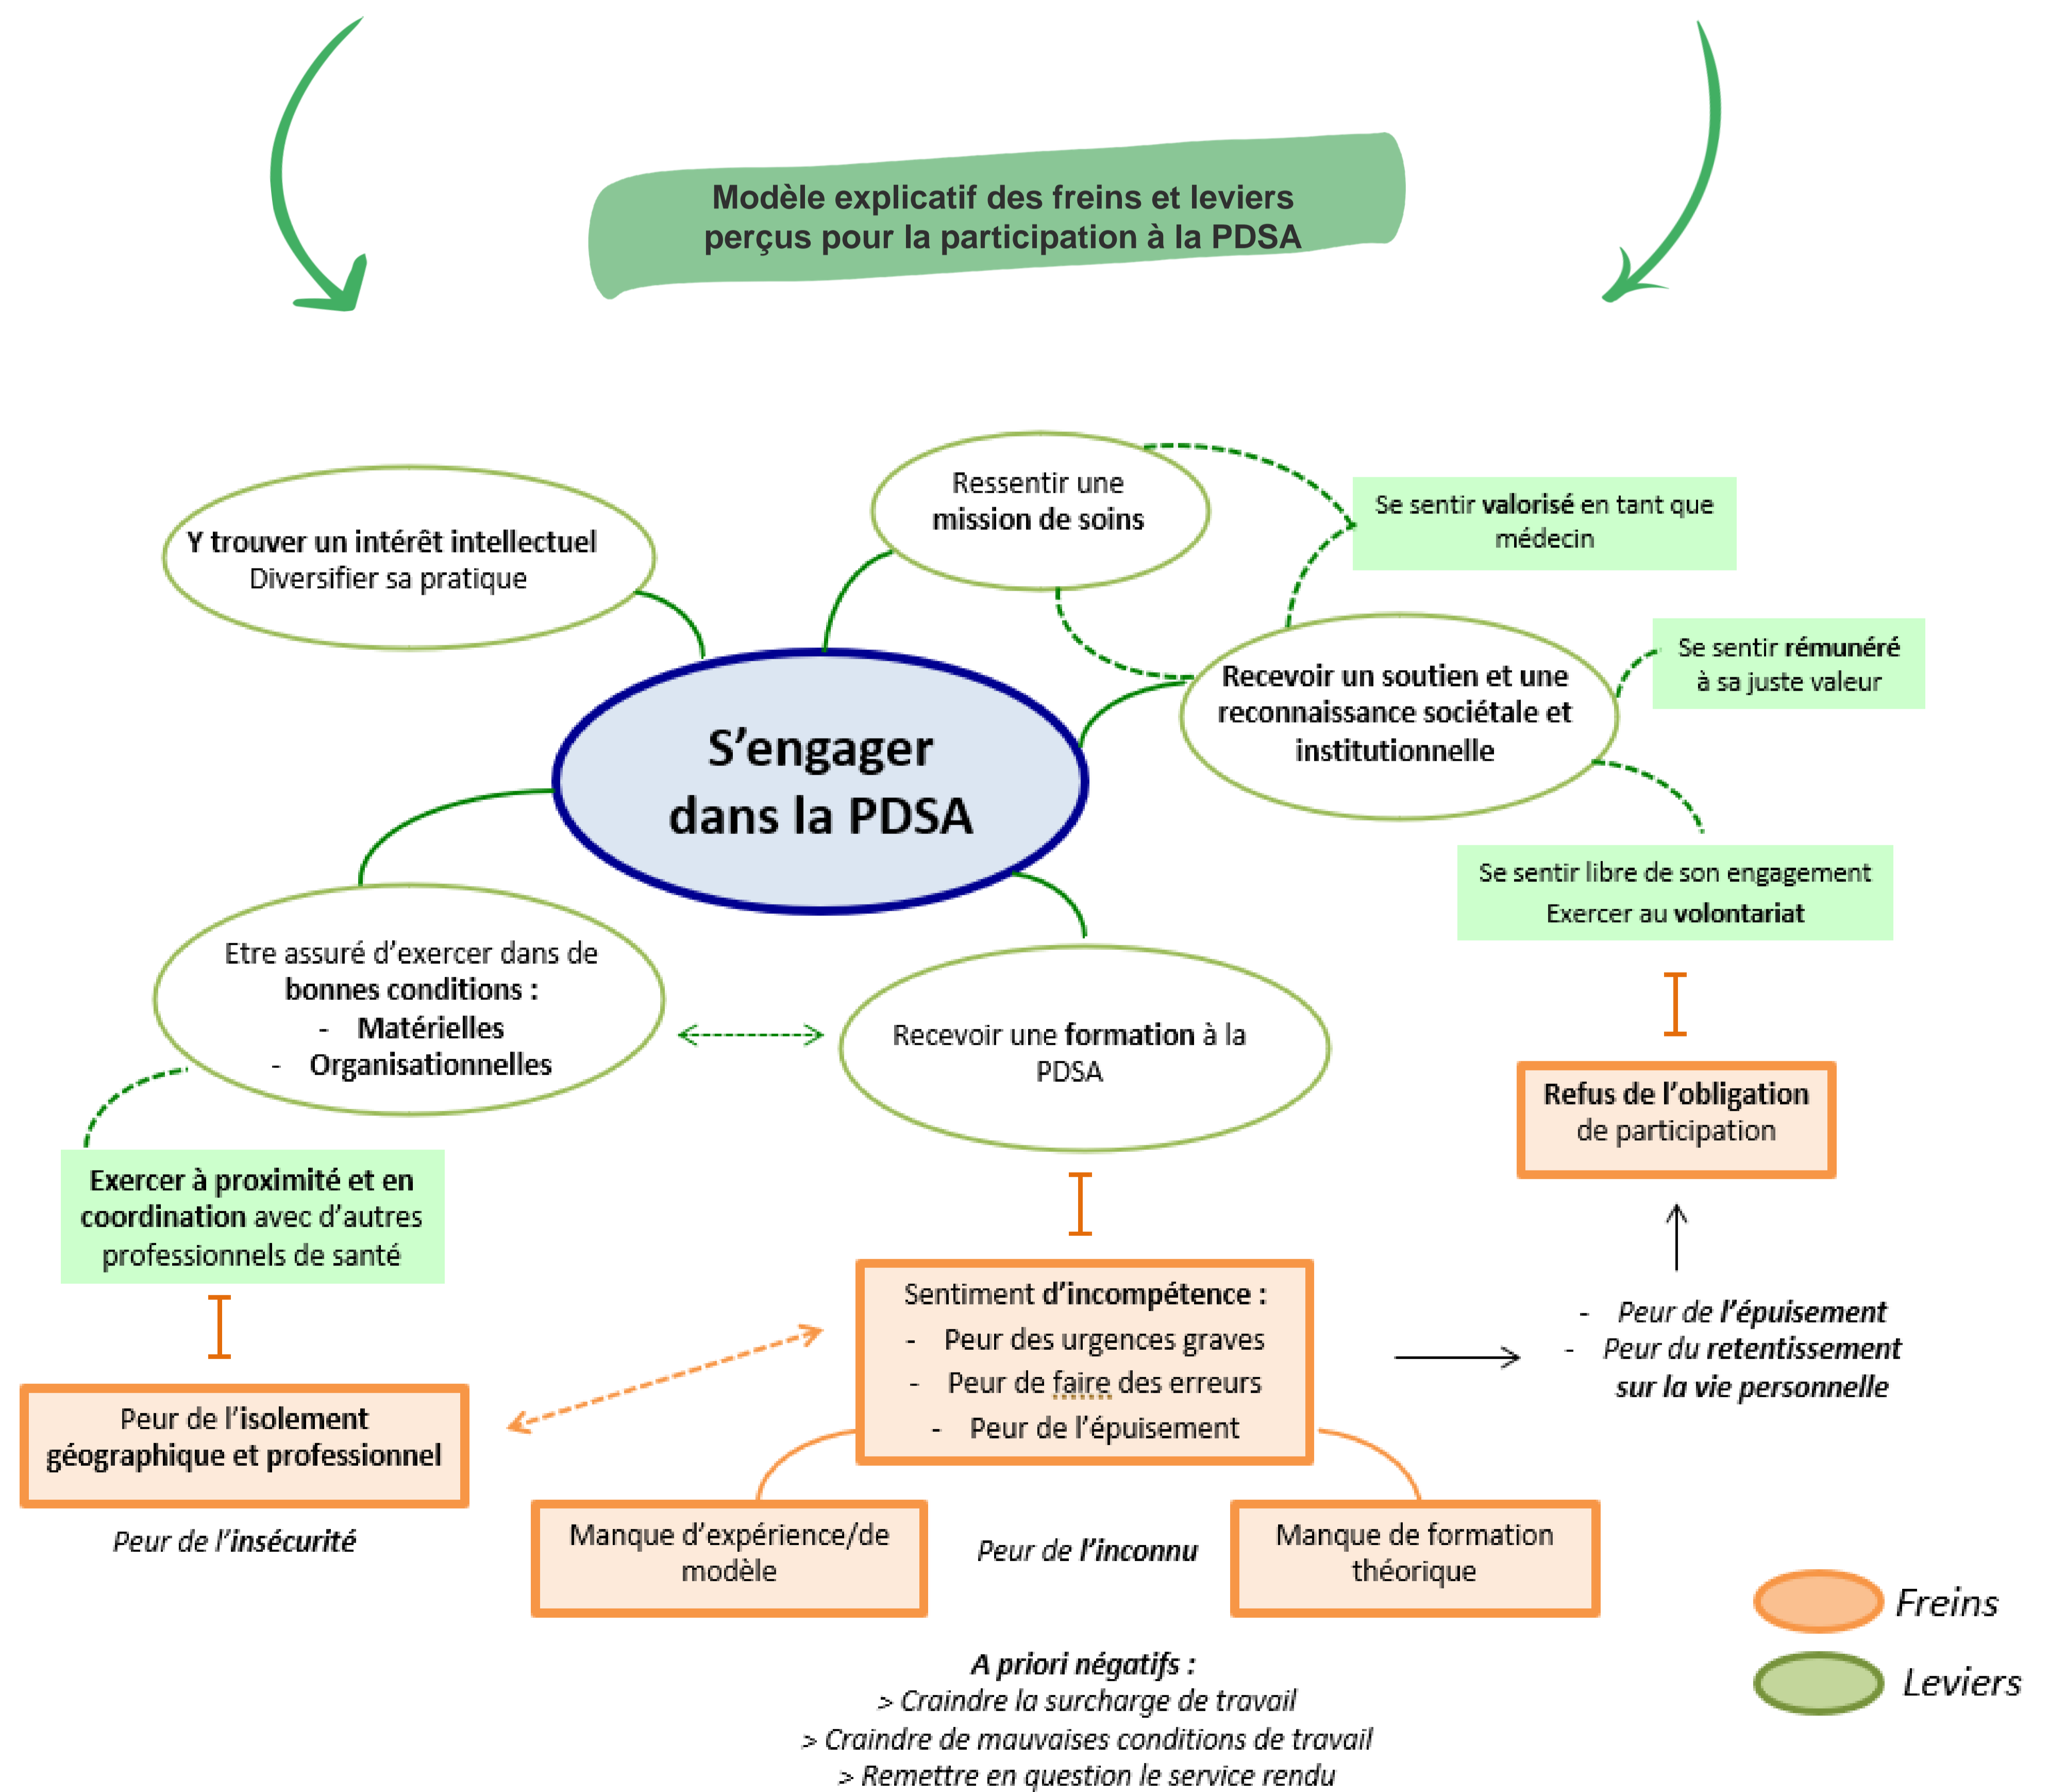 Modèle explicatif des freins et leviers
perçus pour la participation à la PDSA
Y trouver un intérêt intellectuel
Diversifier sa pratique
Ressentir une
mission de soins
Se sentir valorisé en tant que
médecin
Se sentir rémunéré
à sa juste valeur
Recevoir un soutien et une
reconnaissance sociétale et
institutionnelle
S’engager
dans la PDSA
Se sentir libre de son engagement
Exercer au volontariat
Etre assuré d’exercer dans de
bonnes conditions :
- Matérielles
- Organisationnelles
Recevoir une formation à la
PDSA
Refus de l’obligation
de participation
Exercer à proximité et en
coordination avec d’autres
professionnels de santé
Sentiment d’incompétence :
- Peur des urgences graves
- Peur de faire des erreurs
- Peur de l’épuisement
- Peur de l’épuisement
- Peur du retentissement
sur la vie personnelle
Peur de l’isolement
géographique et professionnel
Peur de l’insécurité
Manque d’expérience/de
modèle
Peur de l’inconnu
Manque de formation
théorique
Freins
Leviers
A priori négatifs :
> Craindre la surcharge de travail
> Craindre de mauvaises conditions de travail
> Remettre en question le service rendu